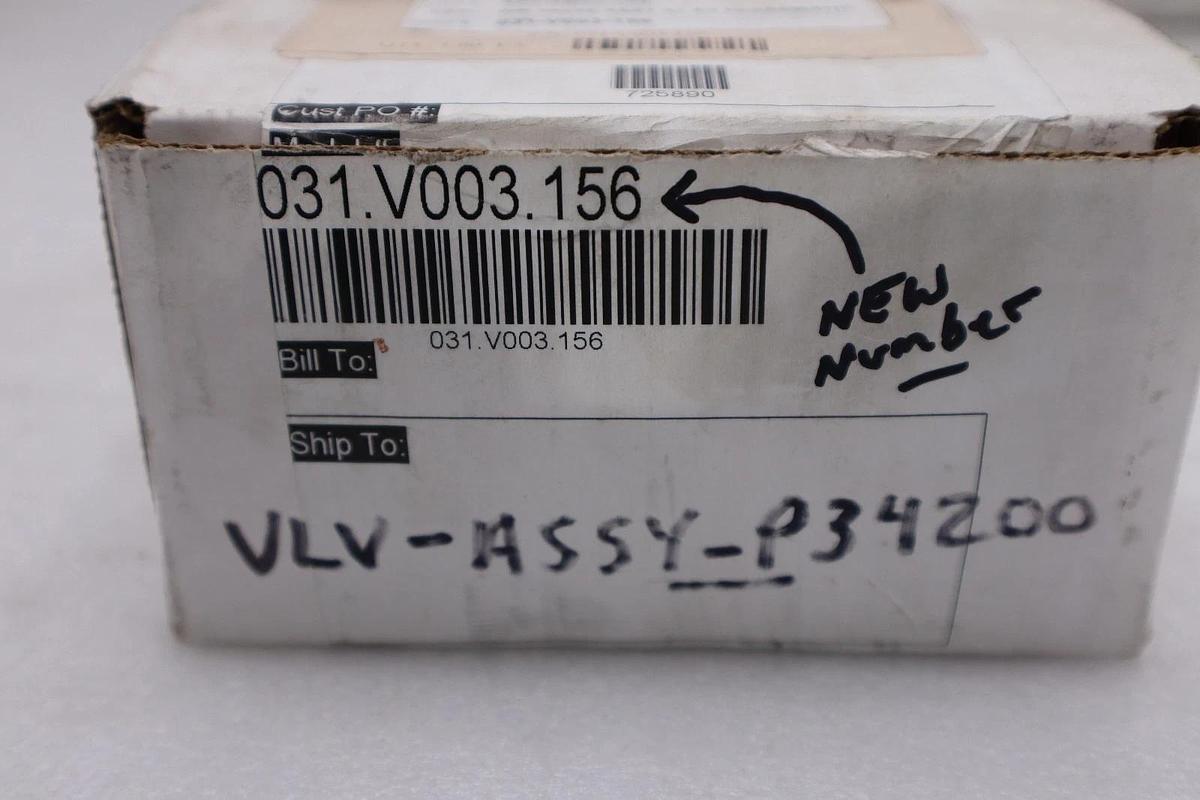 725890
Cust PO #:
031.V003.156
031.V003.156
NEW
Number
Bill To:
Ship To:
VLV-ASSY-P34200